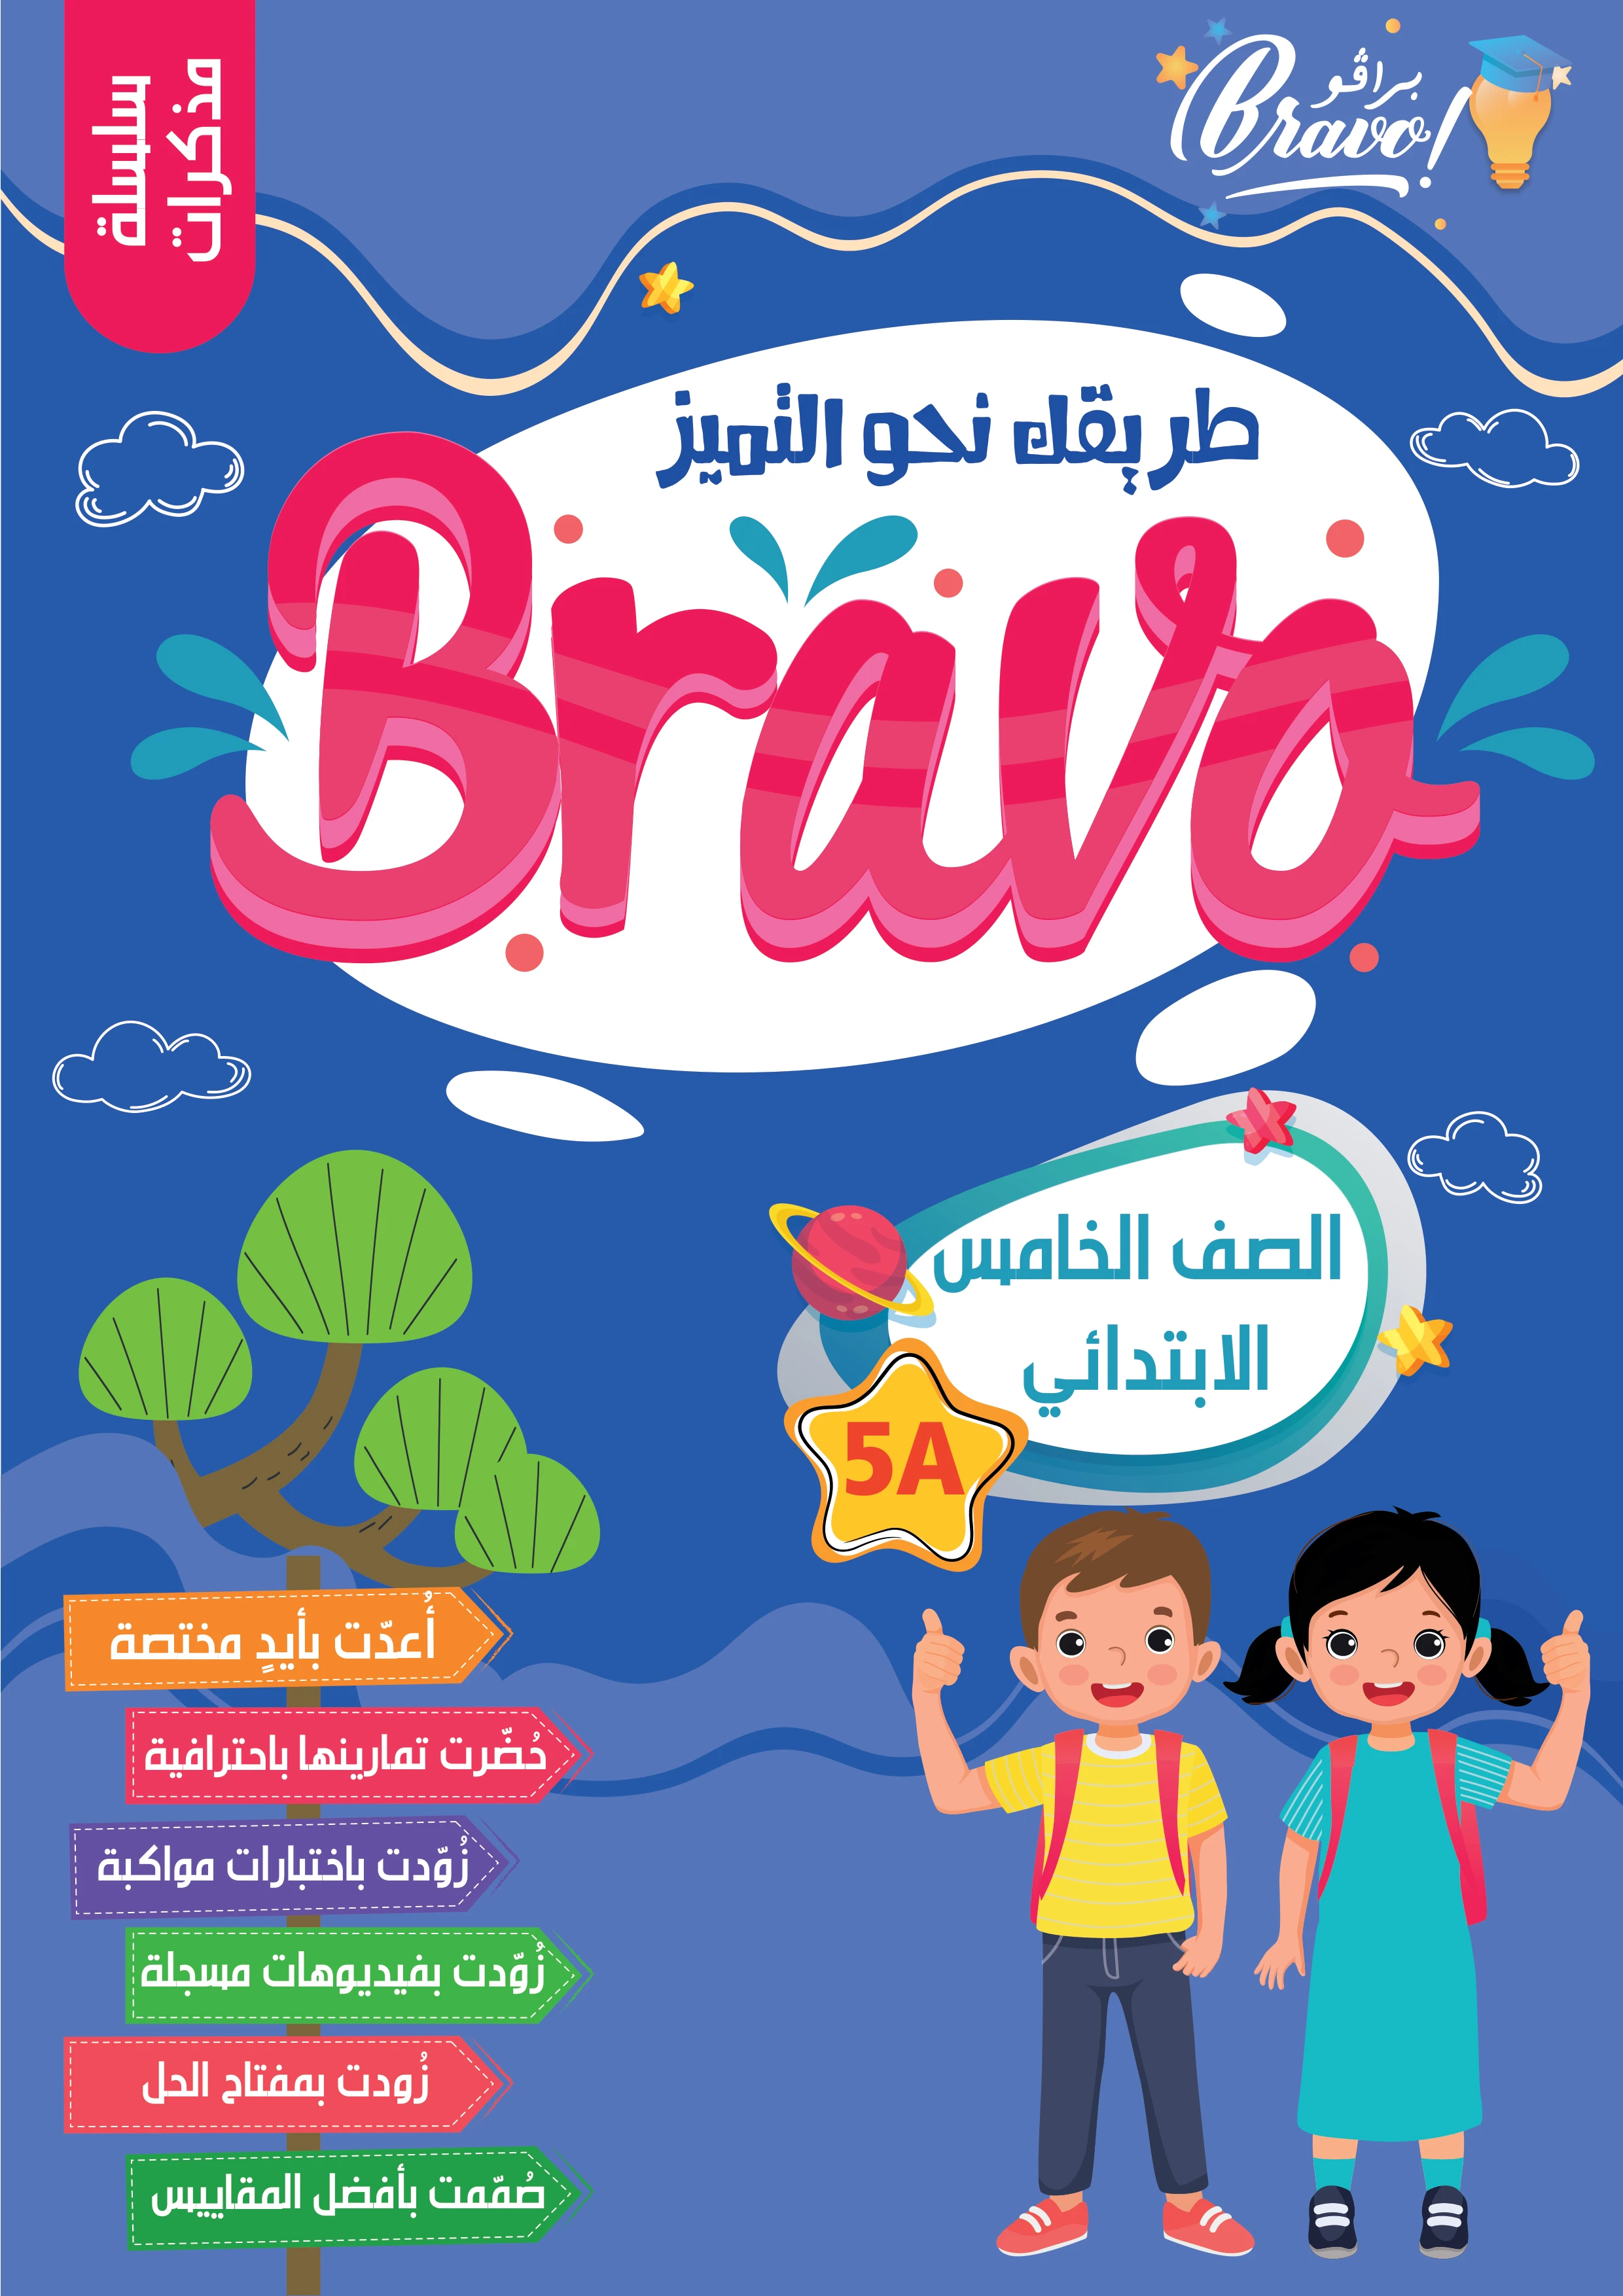 سلسلة
مذكرات
براڤو
Bravo!
طريقك نحو التميز
Bravo
الصف الخامس
الابتدائي
5A
أُعدّت بأيدٍ مختصة
حُضّرت تمارينها باحترافية
زُوّدت باختبارات مواكبة
زُوّدت بفيديوهات مسجلة
زُودت بمفتاح الحل
صُمّمت بأفضل المقاييس